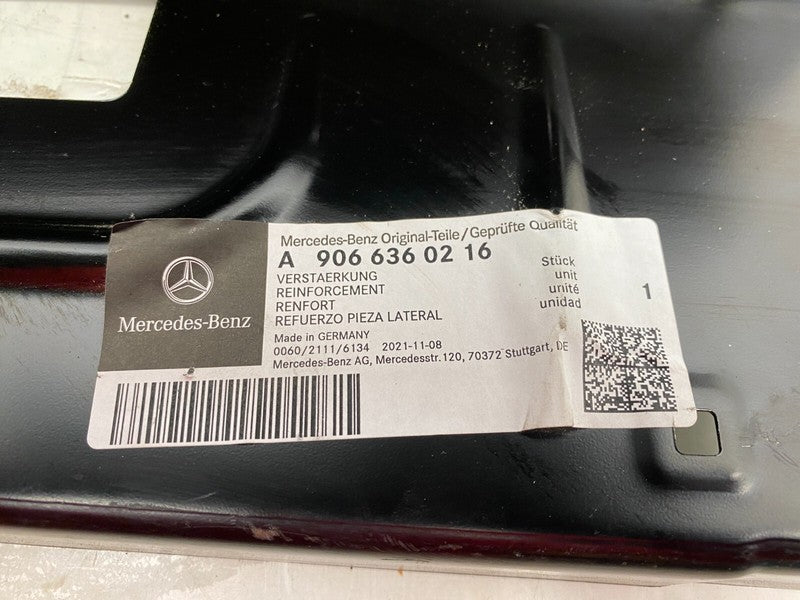 Mercedes-Benz
Mercedes-Benz Original-Teile/Geprüfte Qualität
A 906 636 02 16
VERSTAERKUNG
REINFORCEMENT
RENFORT
REFUERZO PIEZA LATERAL
Stück
unit
unité
unidad
1
Made in GERMANY
0060/2111/6134 2021-11-08
Mercedes-Benz AG, Mercedesstr.120, 70372 Stuttgart, DE